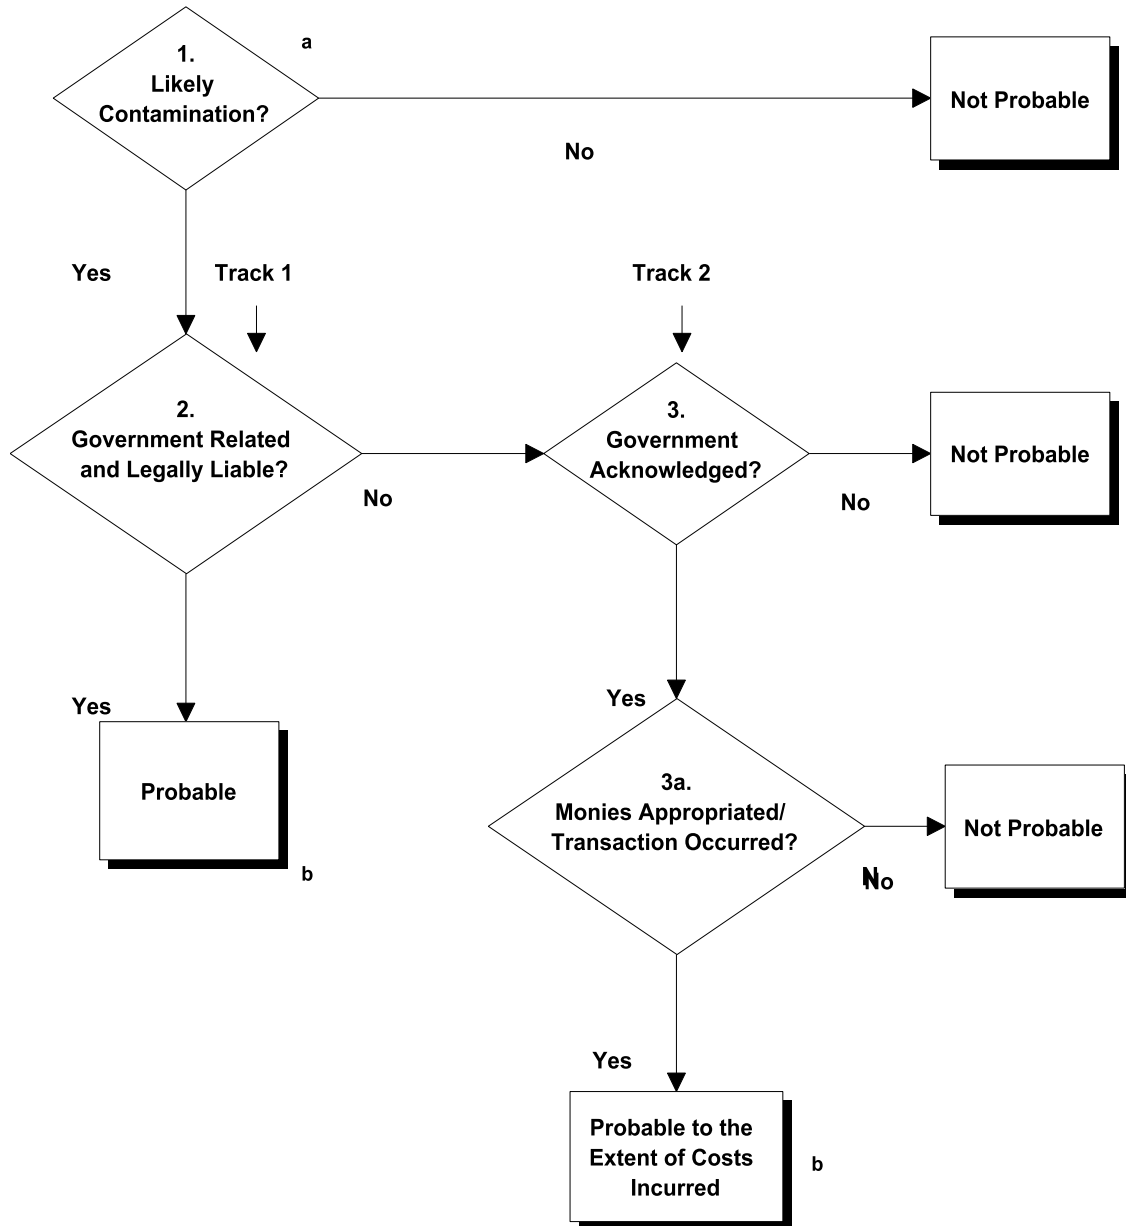 1.
Likely
Contamination?
a
Not Probable
No
Yes
Track 1
Track 2
2.
Government Related
and Legally Liable?
No
3.
Government
Acknowledged?
No
Not Probable
Yes
Probable
b
Yes
3a.
Monies Appropriated/
Transaction Occurred?
No
Not Probable
Yes
Probable to the
Extent of Costs
Incurred
b